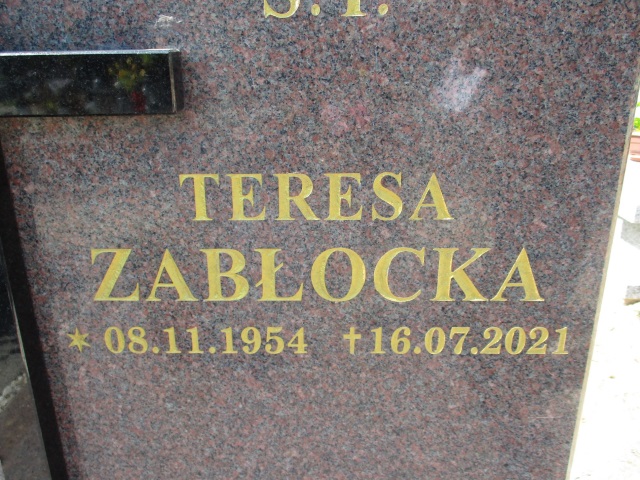 Ś. P.
TERESA
ZABŁOCKA
* 08.11.1954 †16.07.2021